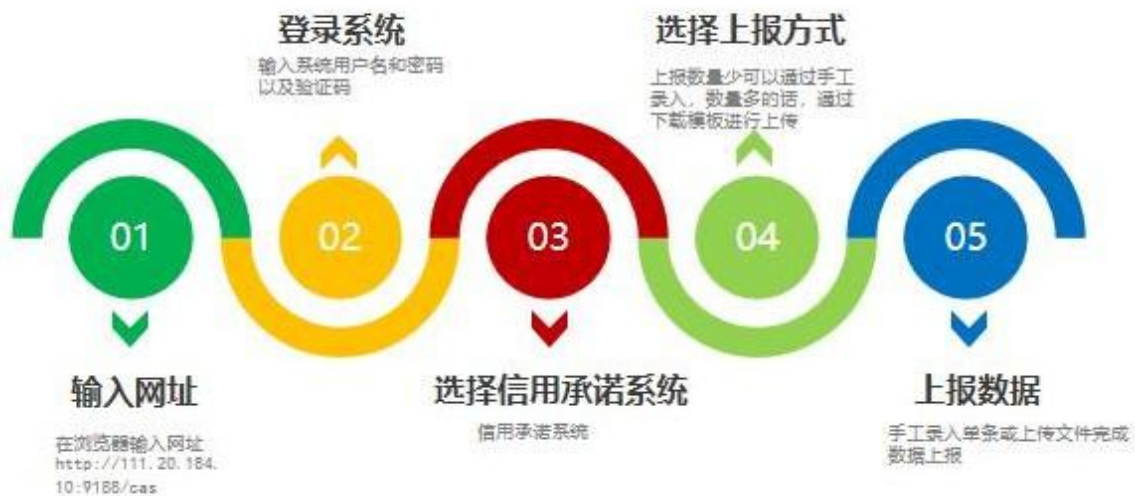 01
输入网址
在浏览器输入网址
http://111.20.184.
10:9188/cas
02
登录系统
输入系统用户名和密码
以及验证码
03
选择信用承诺系统
信用承诺系统
04
选择上报方式
上报数量少可以通过手工
录入，数量多的话，通过
下载模板进行上传
05
上报数据
手工录入单条或上传文件完成
数据上报